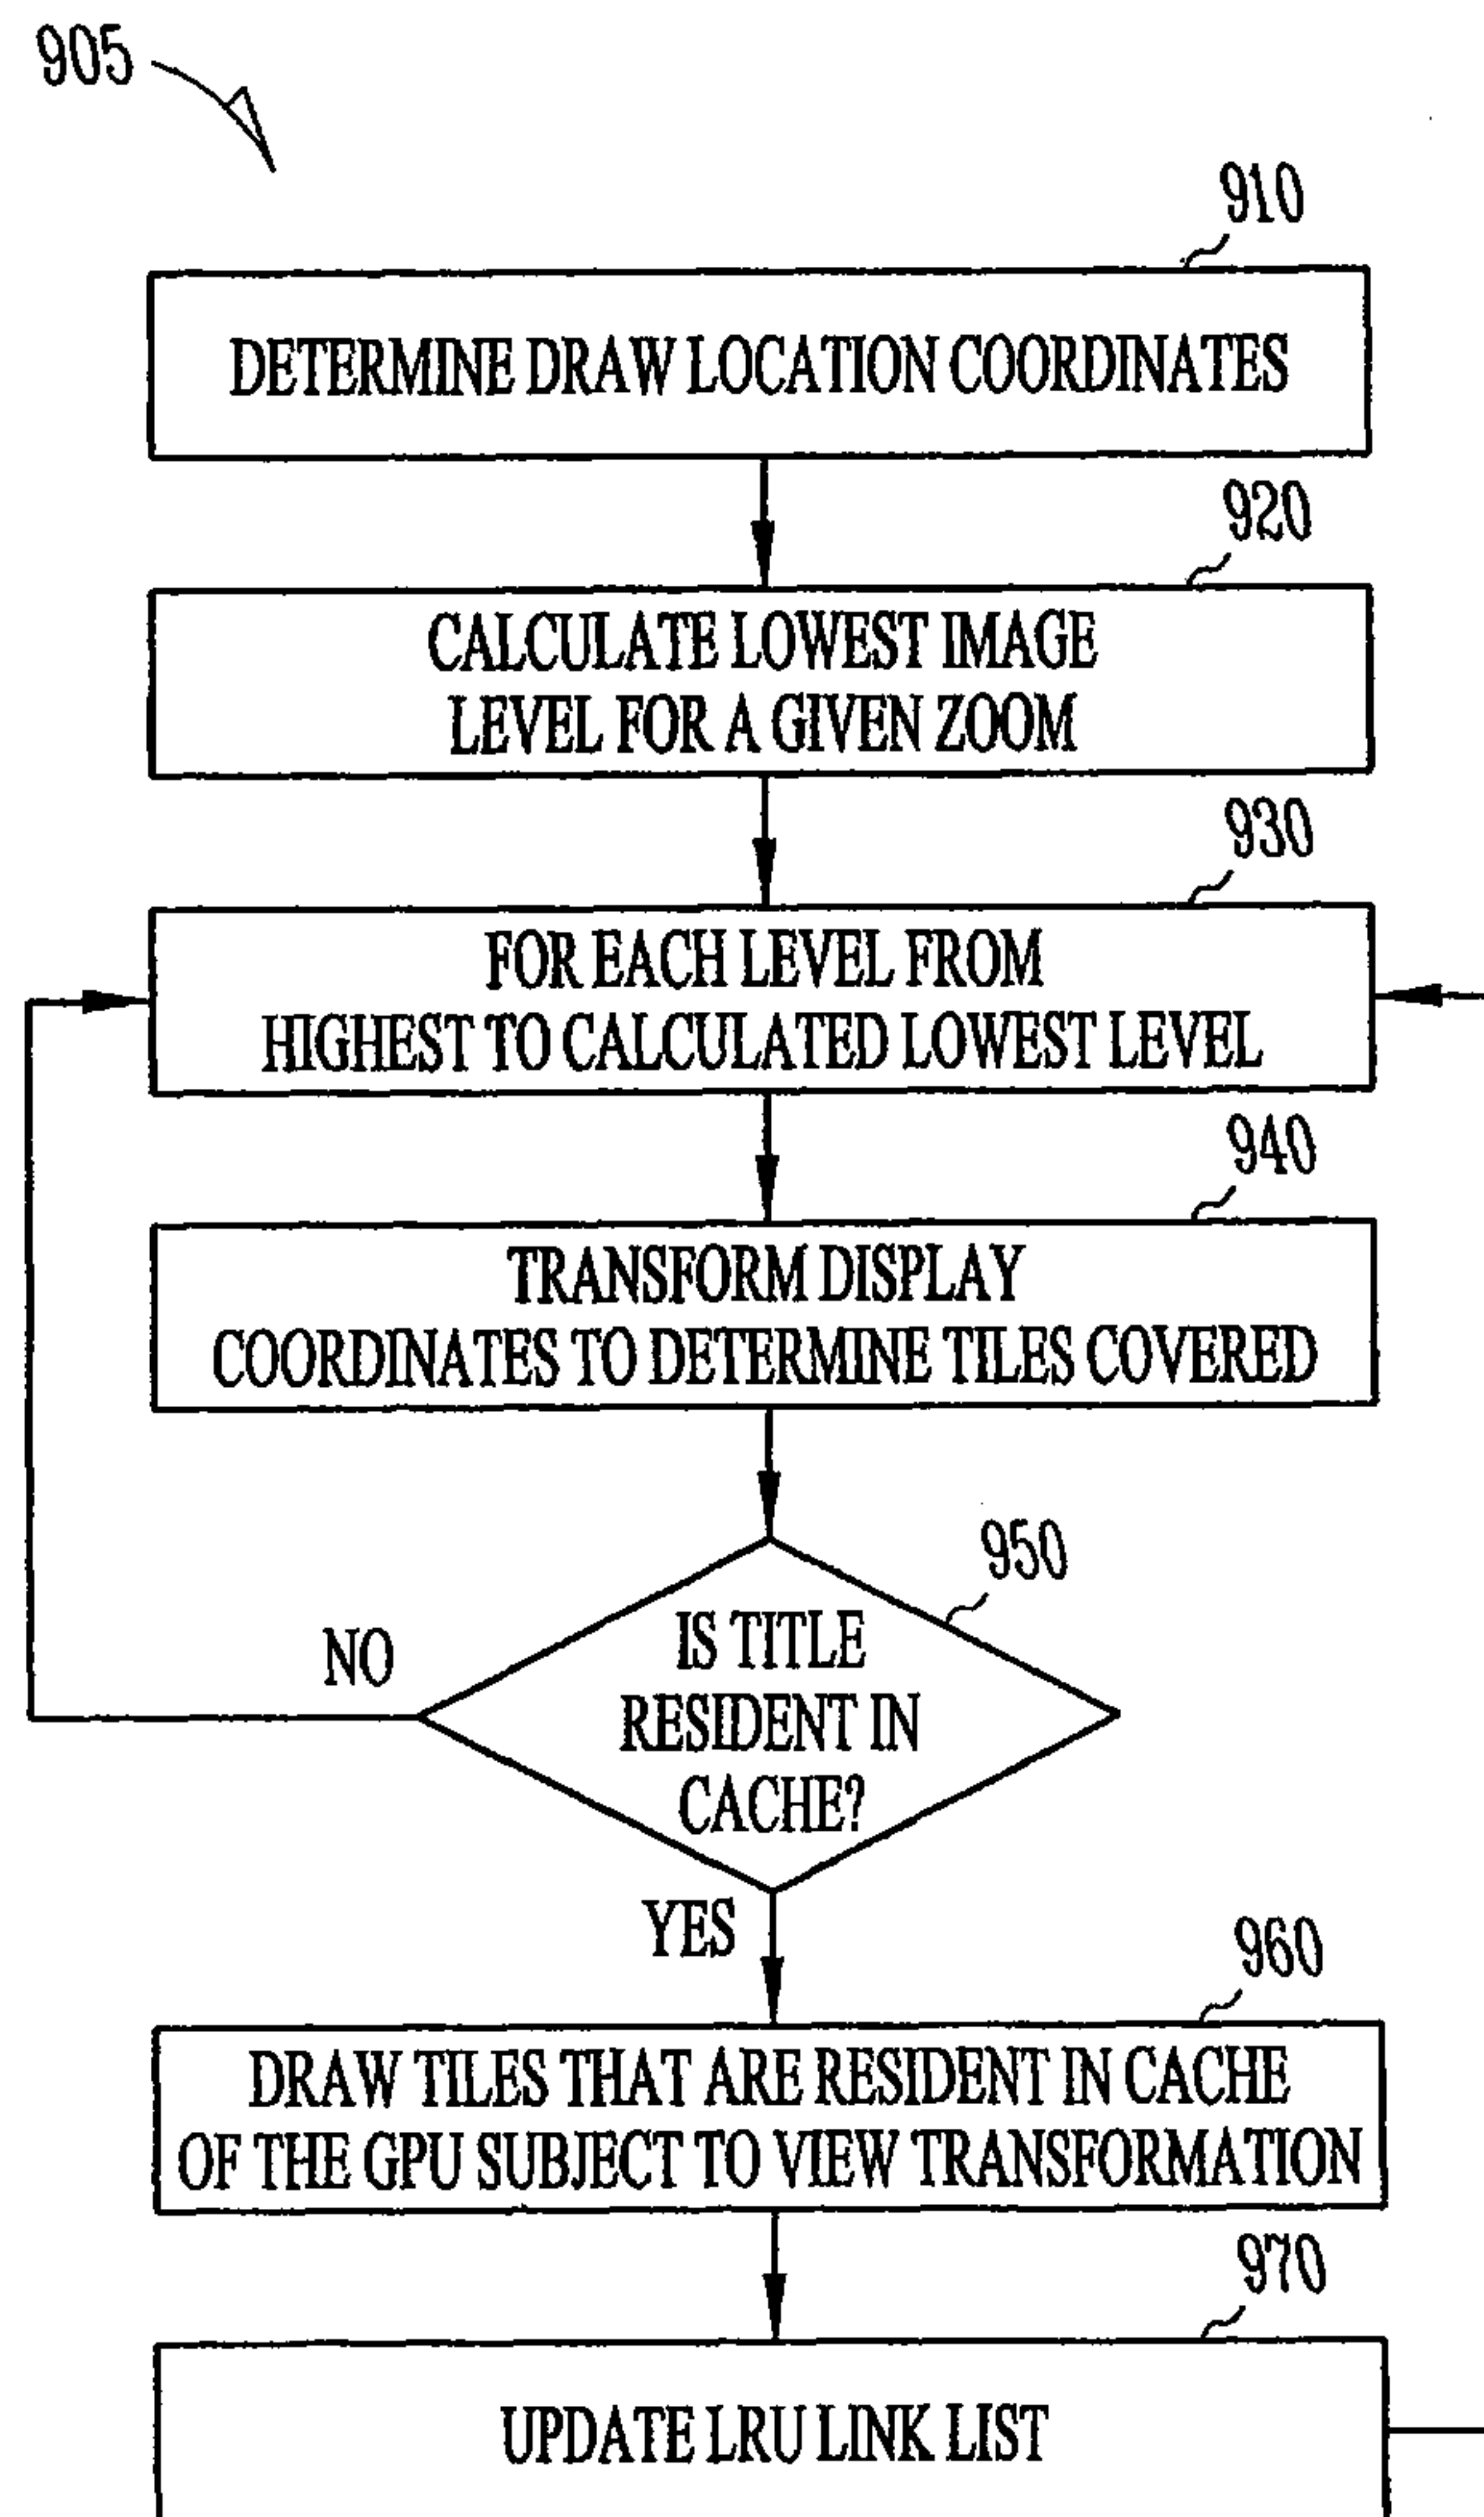 905
910
DETERMINE DRAW LOCATION COORDINATES
920
CALCULATE LOWEST IMAGE
LEVEL FOR A GIVEN ZOOM
930
FOR EACH LEVEL FROM
HIGHEST TO CALCULATED LOWEST LEVEL
940
TRANSFORM DISPLAY
COORDINATES TO DETERMINE TILES COVERED
950
IS TITLE
RESIDENT IN
CACHE?
NO
YES
960
DRAW TILES THAT ARE RESIDENT IN CACHE
OF THE GPU SUBJECT TO VIEW TRANSFORMATION
970
UPDATE LRU LINK LIST